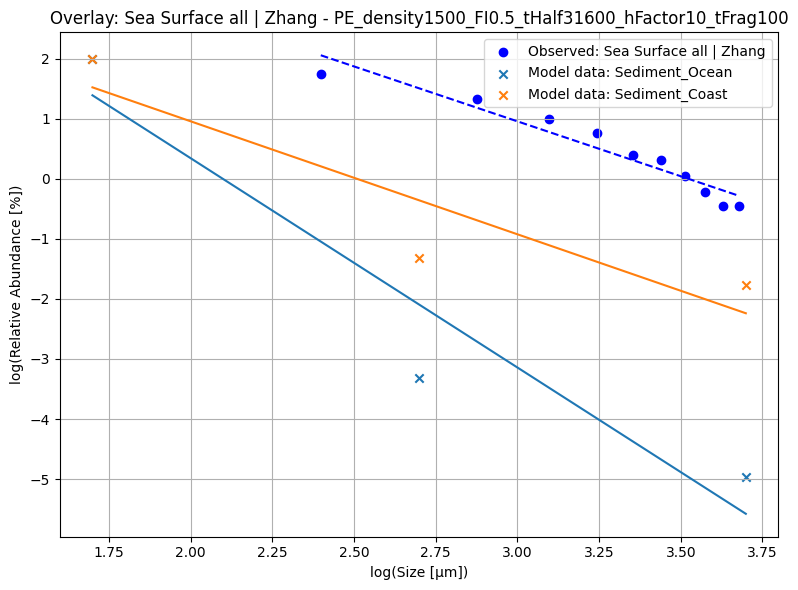 Overlay: Sea Surface all | Zhang - PE_density1500_FI0.5_tHalf31600_hFactor10_tFrag100
Observed: Sea Surface all | Zhang
Model data: Sediment_Ocean
Model data: Sediment_Coast
log(Relative Abundance [%])
2
1
0
−1
−2
−3
−4
−5
1.75
2.00
2.25
2.50
2.75
3.00
3.25
3.50
3.75
log(Size [μm])